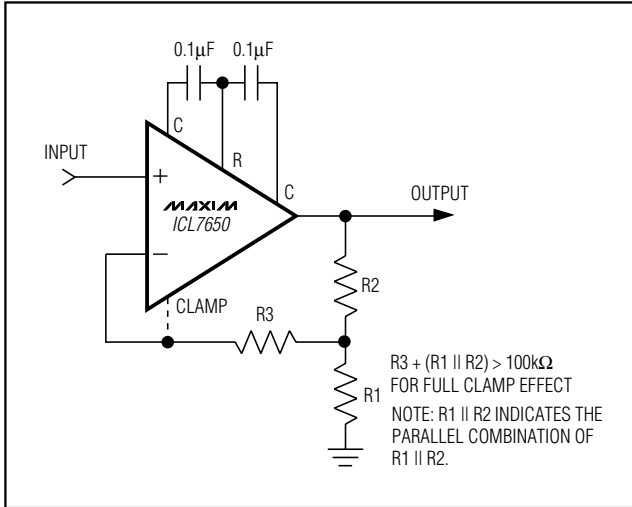 0.1µF 0.1µF
C
R
INPUT
+
C
MAXIM
ICL7650
OUTPUT
−
R2
CLAMP
R3
R1
R3 + (R1 || R2) > 100kΩ
FOR FULL CLAMP EFFECT
NOTE: R1 || R2 INDICATES THE
PARALLEL COMBINATION OF
R1 || R2.